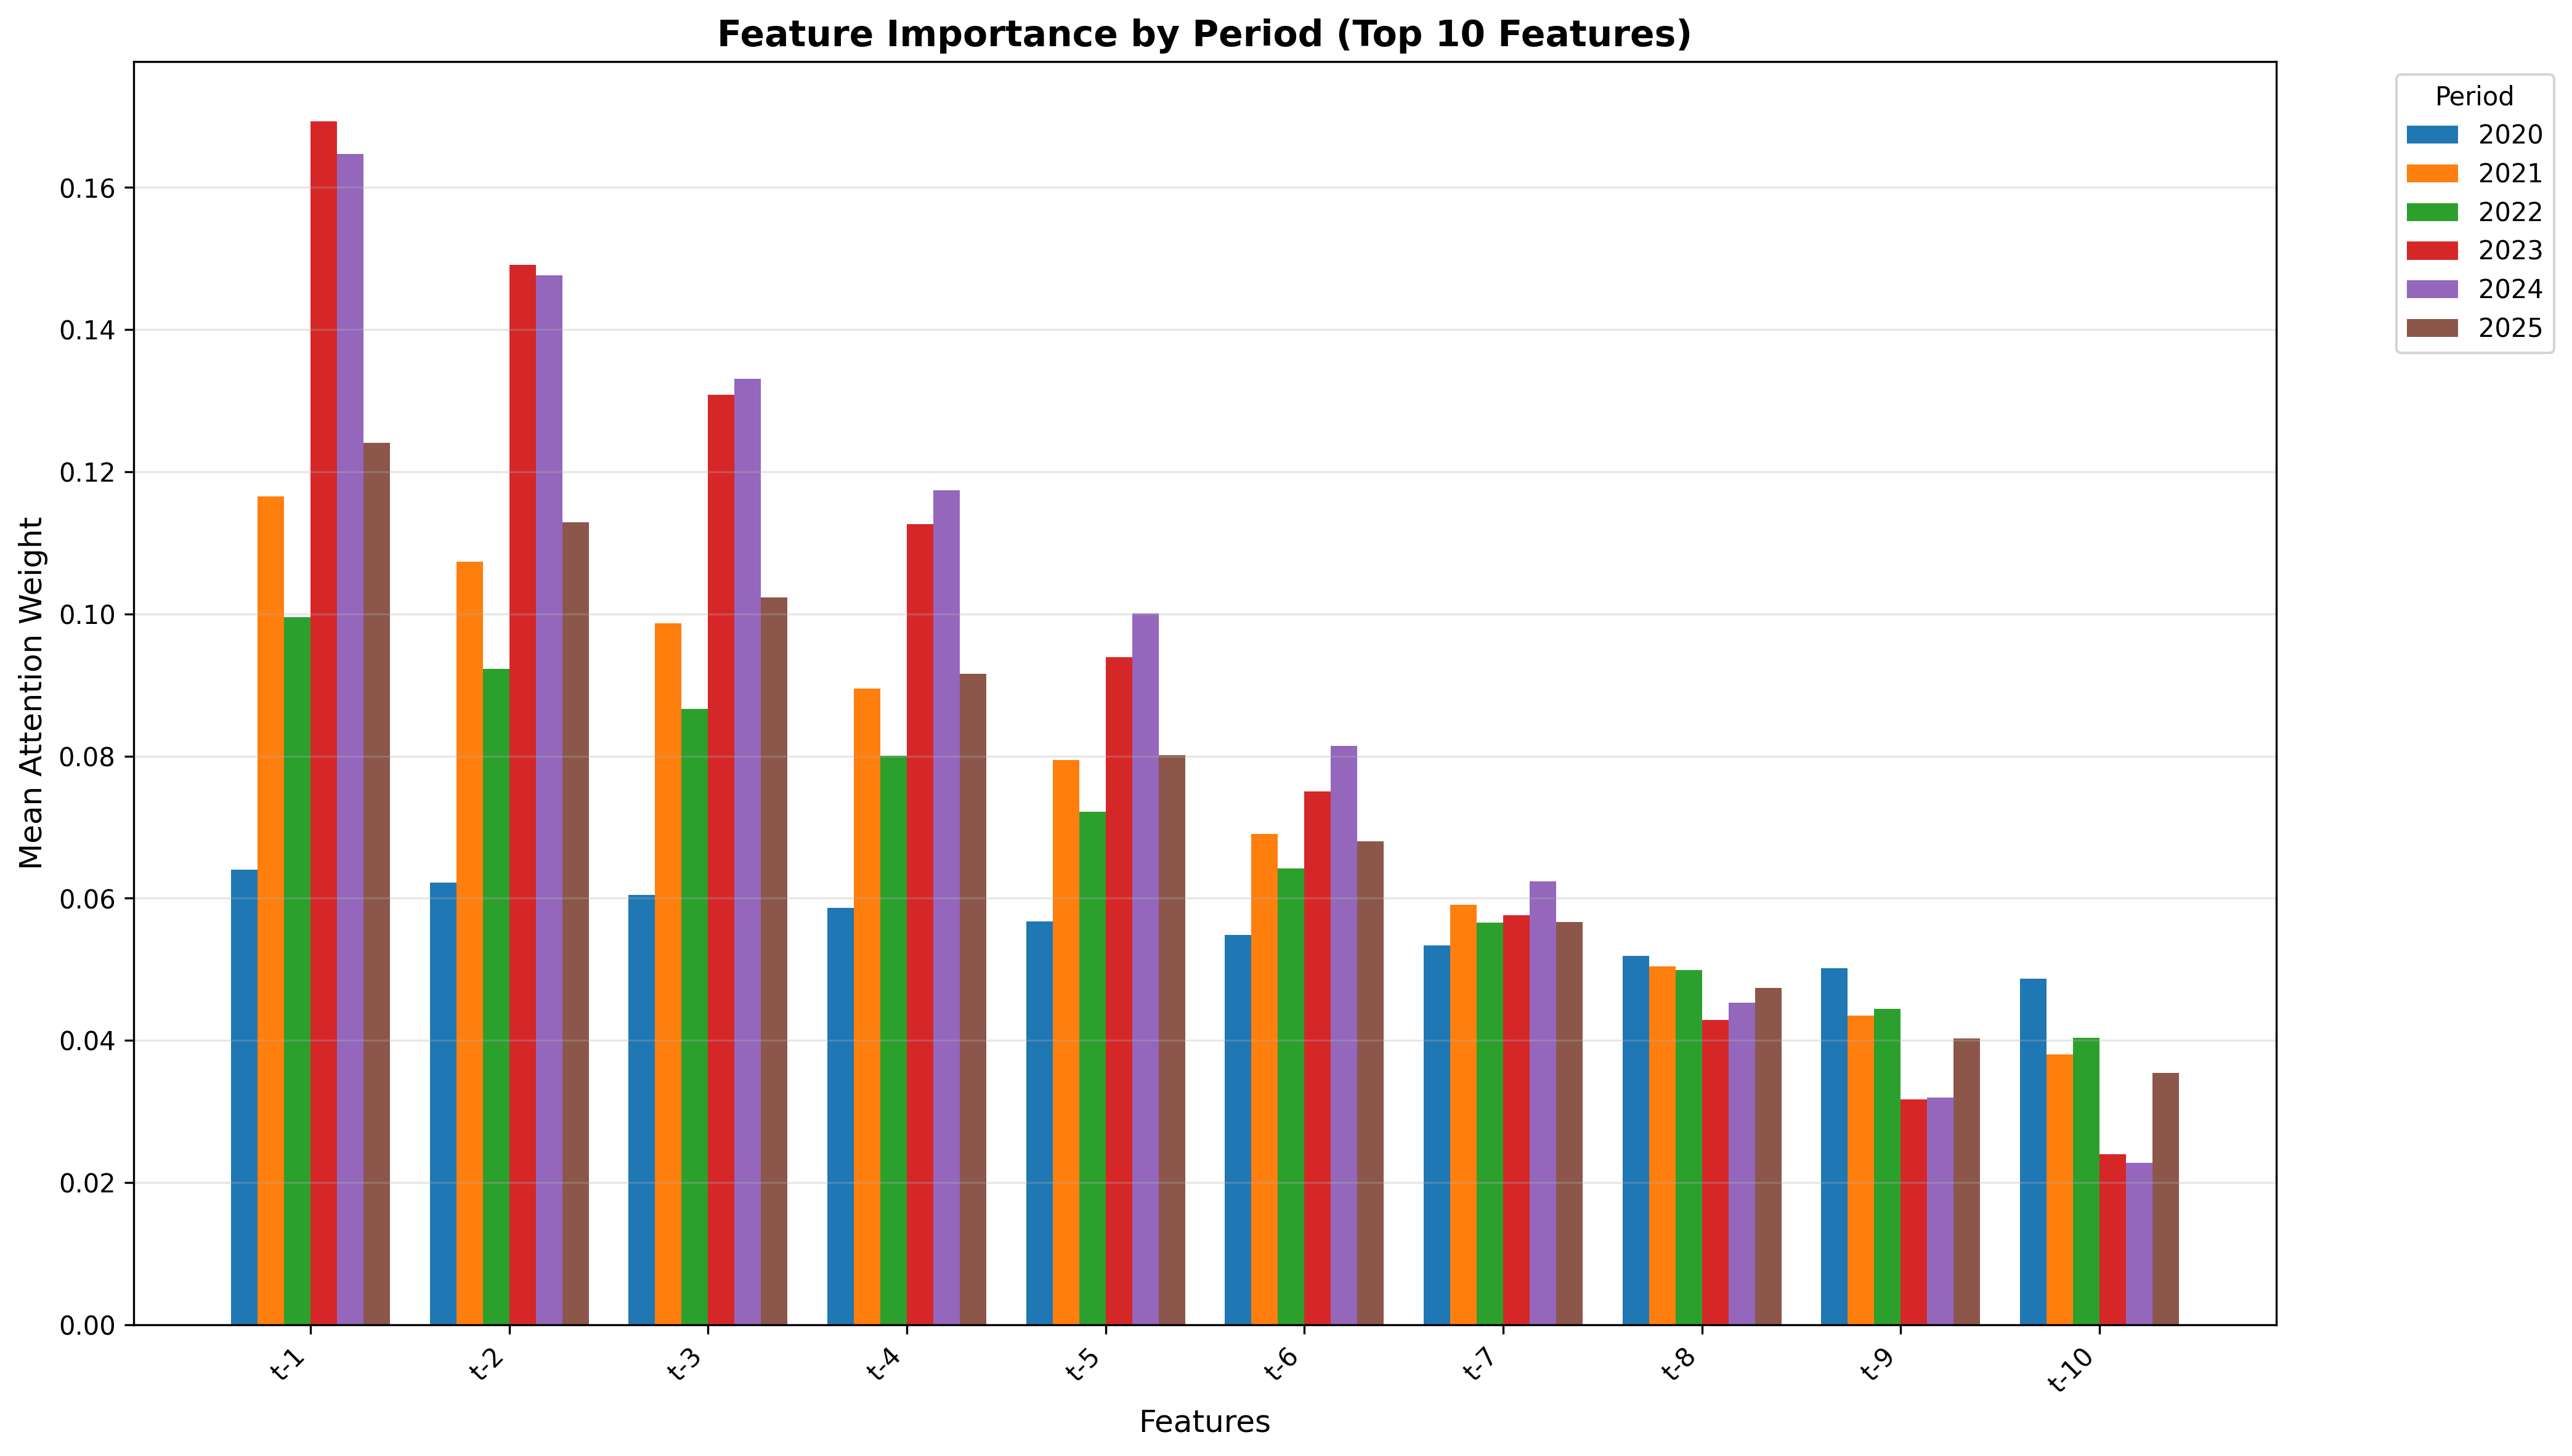 Feature Importance by Period (Top 10 Features)
Period
2020
2021
2022
2023
2024
2025
Mean Attention Weight
0.16
0.14
0.12
0.10
0.08
0.06
0.04
0.02
0.00
t-1
t-2
t-3
t-4
t-5
t-6
t-7
t-8
t-9
t-10
Features